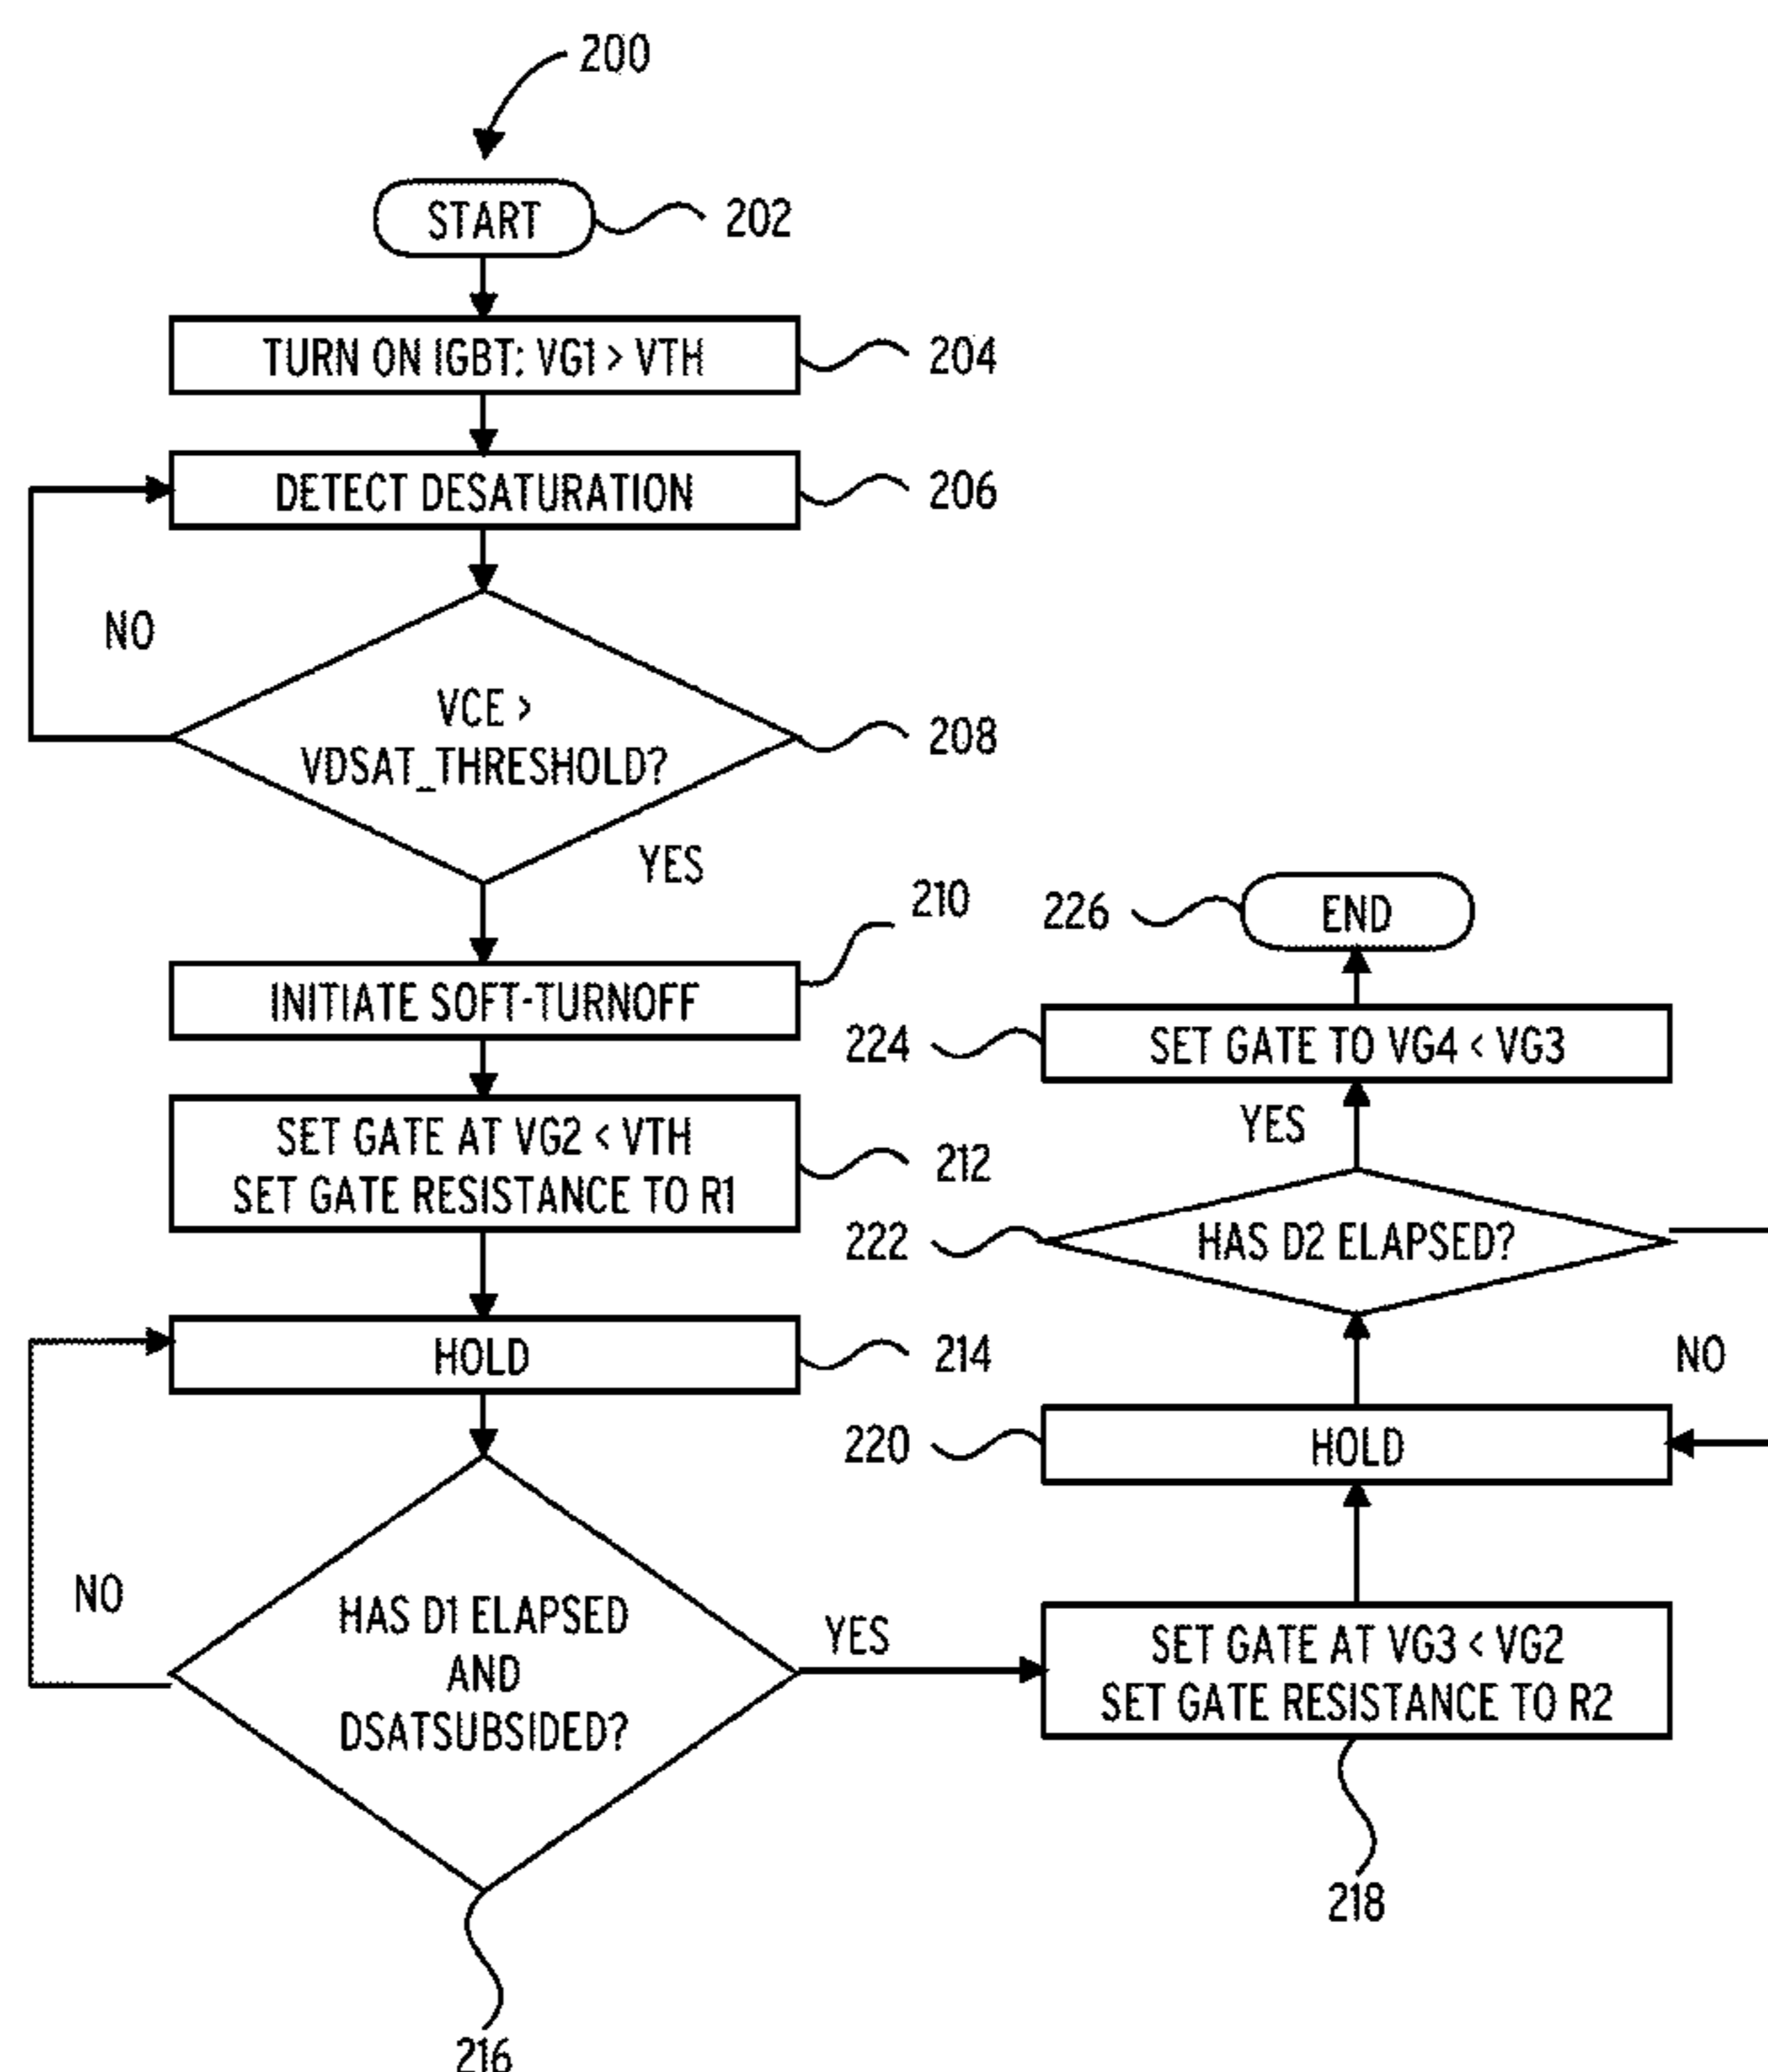 200
START
202
TURN ON IGBT: VG1 > VTH
204
DETECT DESATURATION
206
NO
VCE >
VDSAT_THRESHOLD?
208
YES
INITIATE SOFT-TURNOFF
210
SET GATE AT VG2 < VTH
SET GATE RESISTANCE TO R1
212
HOLD
214
NO
HAS D1 ELAPSED
AND
DSATSUBSIDED?
216
YES
SET GATE AT VG3 < VG2
SET GATE RESISTANCE TO R2
218
HOLD
220
HAS D2 ELAPSED?
222
NO
YES
SET GATE TO VG4 < VG3
224
END
226